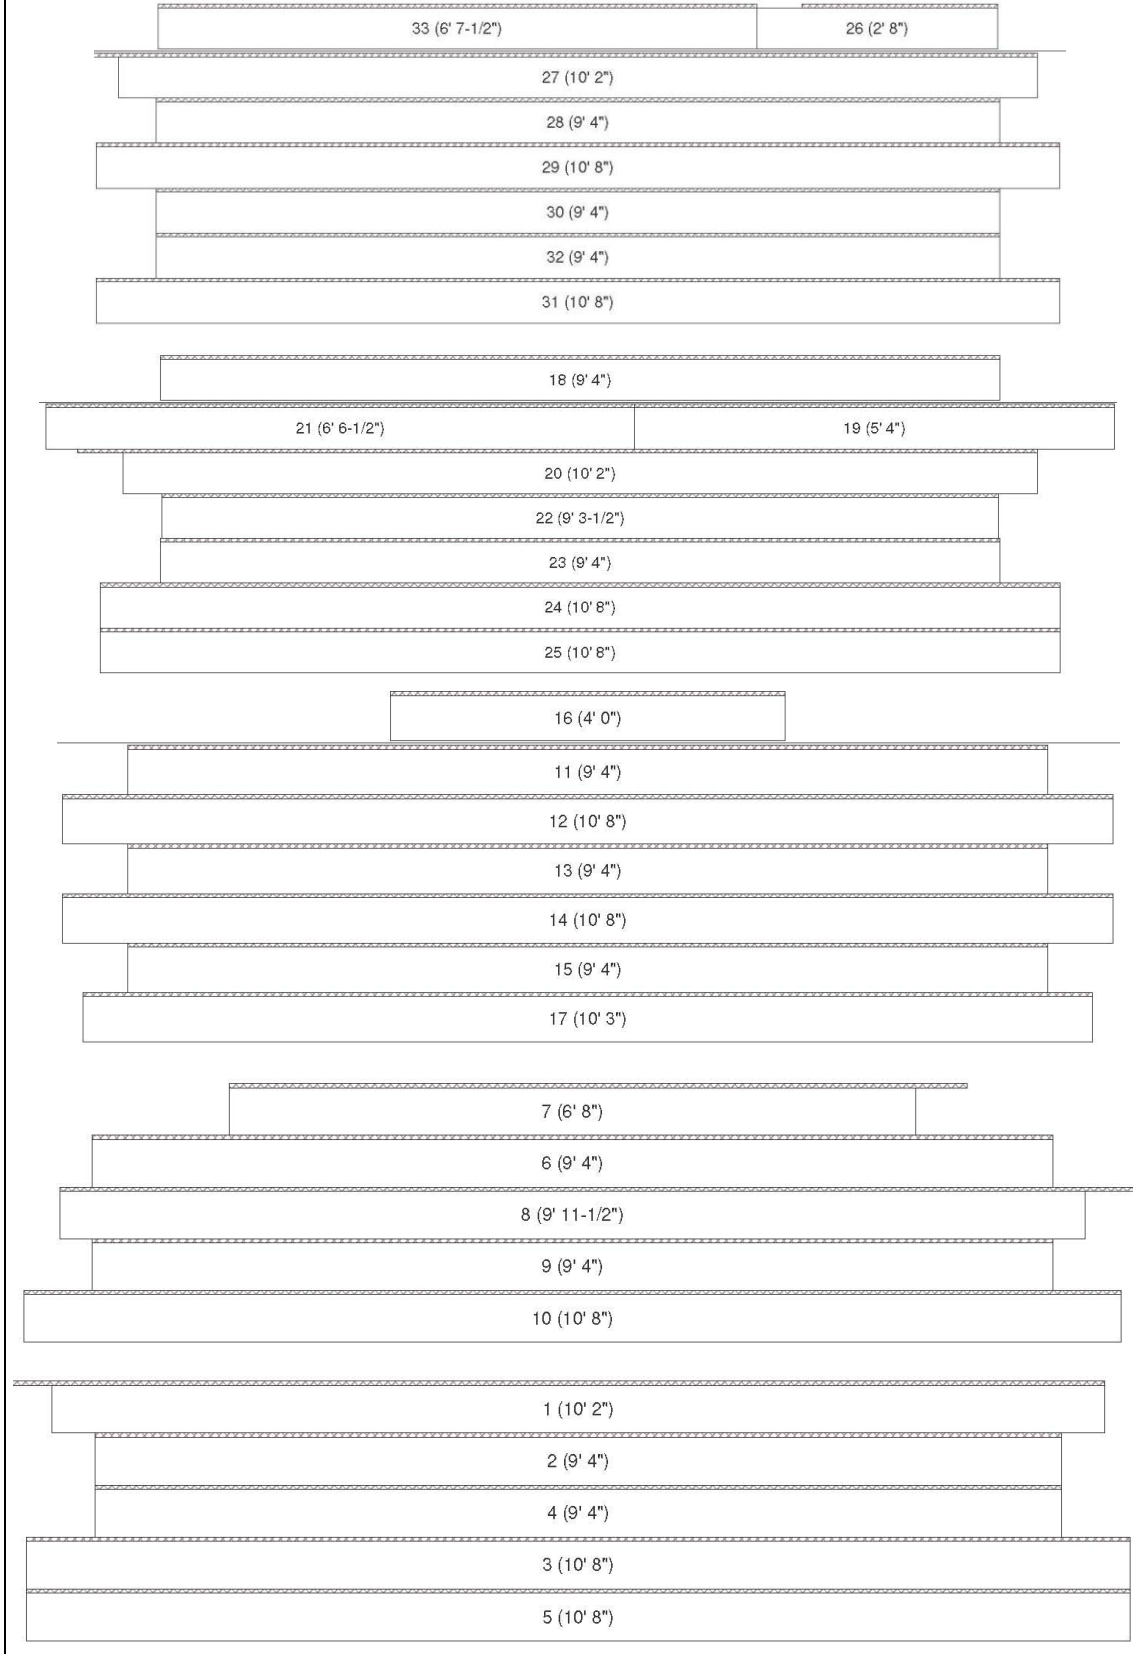 33 (6' 7-1/2") 26 (2' 8")
27 (10' 2")
28 (9' 4")
29 (10' 8")
30 (9' 4")
32 (9' 4")
31 (10' 8")
18 (9' 4")
21 (6' 6-1/2") 19 (5' 4")
20 (10' 2")
22 (9' 3-1/2")
23 (9' 4")
24 (10' 8")
25 (10' 8")
16 (4' 0")
11 (9' 4")
12 (10' 8")
13 (9' 4")
14 (10' 8")
15 (9' 4")
17 (10' 3")
7 (6' 8")
6 (9' 4")
8 (9' 11-1/2")
9 (9' 4")
10 (10' 8")
1 (10' 2")
2 (9' 4")
4 (9' 4")
3 (10' 8")
5 (10' 8")